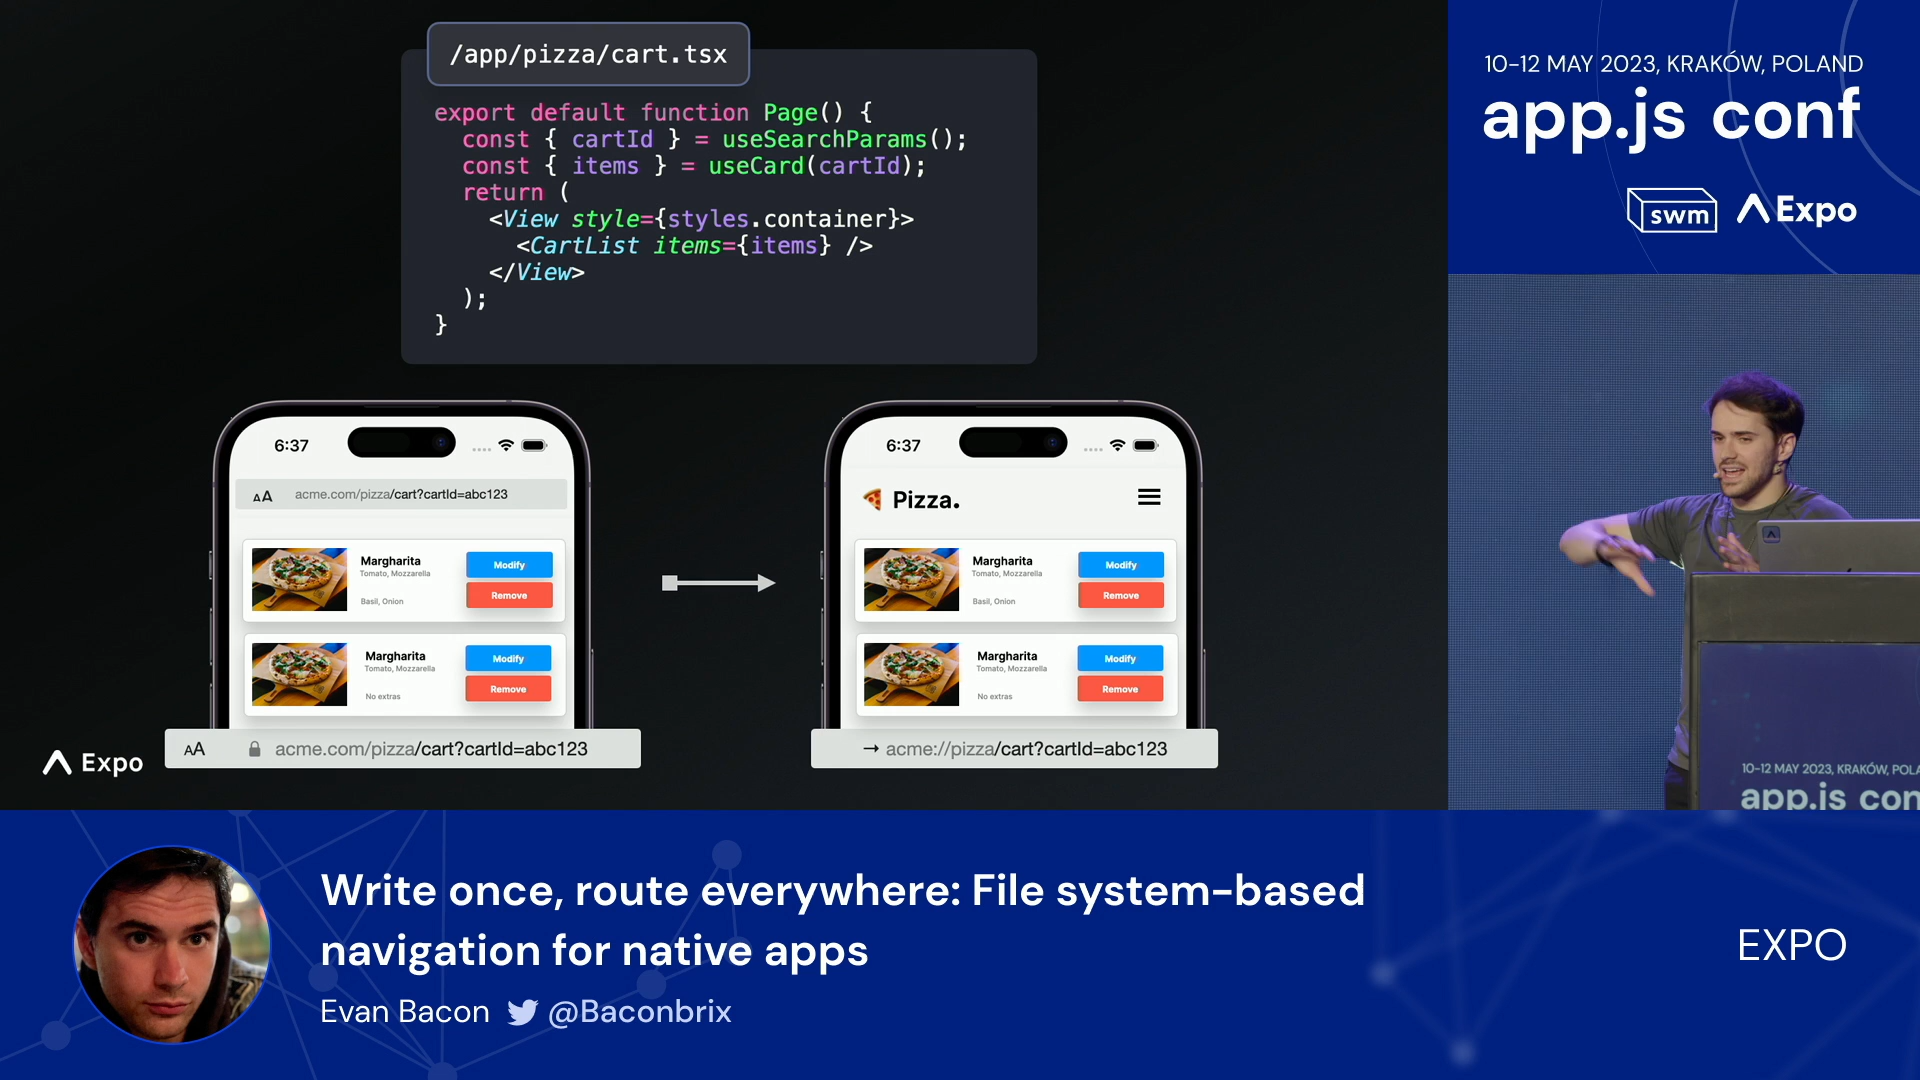 /app/pizza/cart.tsx
export default function Page() {
const { cartId } = useSearchParams();
const { items } = useCard(cartId);
return (
<View style={styles.container}>
<CartList items={items} />
</View>
);
}
6:37
AA acme.com/pizza/cart?cartId=abc123
Margharita
Tomato, Mozzarella
Basil, Onion
Modify
Remove
Margharita
Tomato, Mozzarella
No extras
Modify
Remove
AA acme.com/pizza/cart?cartId=abc123
6:37
Pizza.
Margharita
Tomato, Mozzarella
Basil, Onion
Modify
Remove
Margharita
Tomato, Mozzarella
No extras
Modify
Remove
→ acme://pizza/cart?cartId=abc123
Expo
10-12 MAY 2023, KRAKÓW, POLAND
app.js conf
swm Expo
10-12 MAY 2023, KRAKÓW, POLA
app.js con
Write once, route everywhere: File system-based
navigation for native apps
Evan Bacon @Baconbrix
EXPO